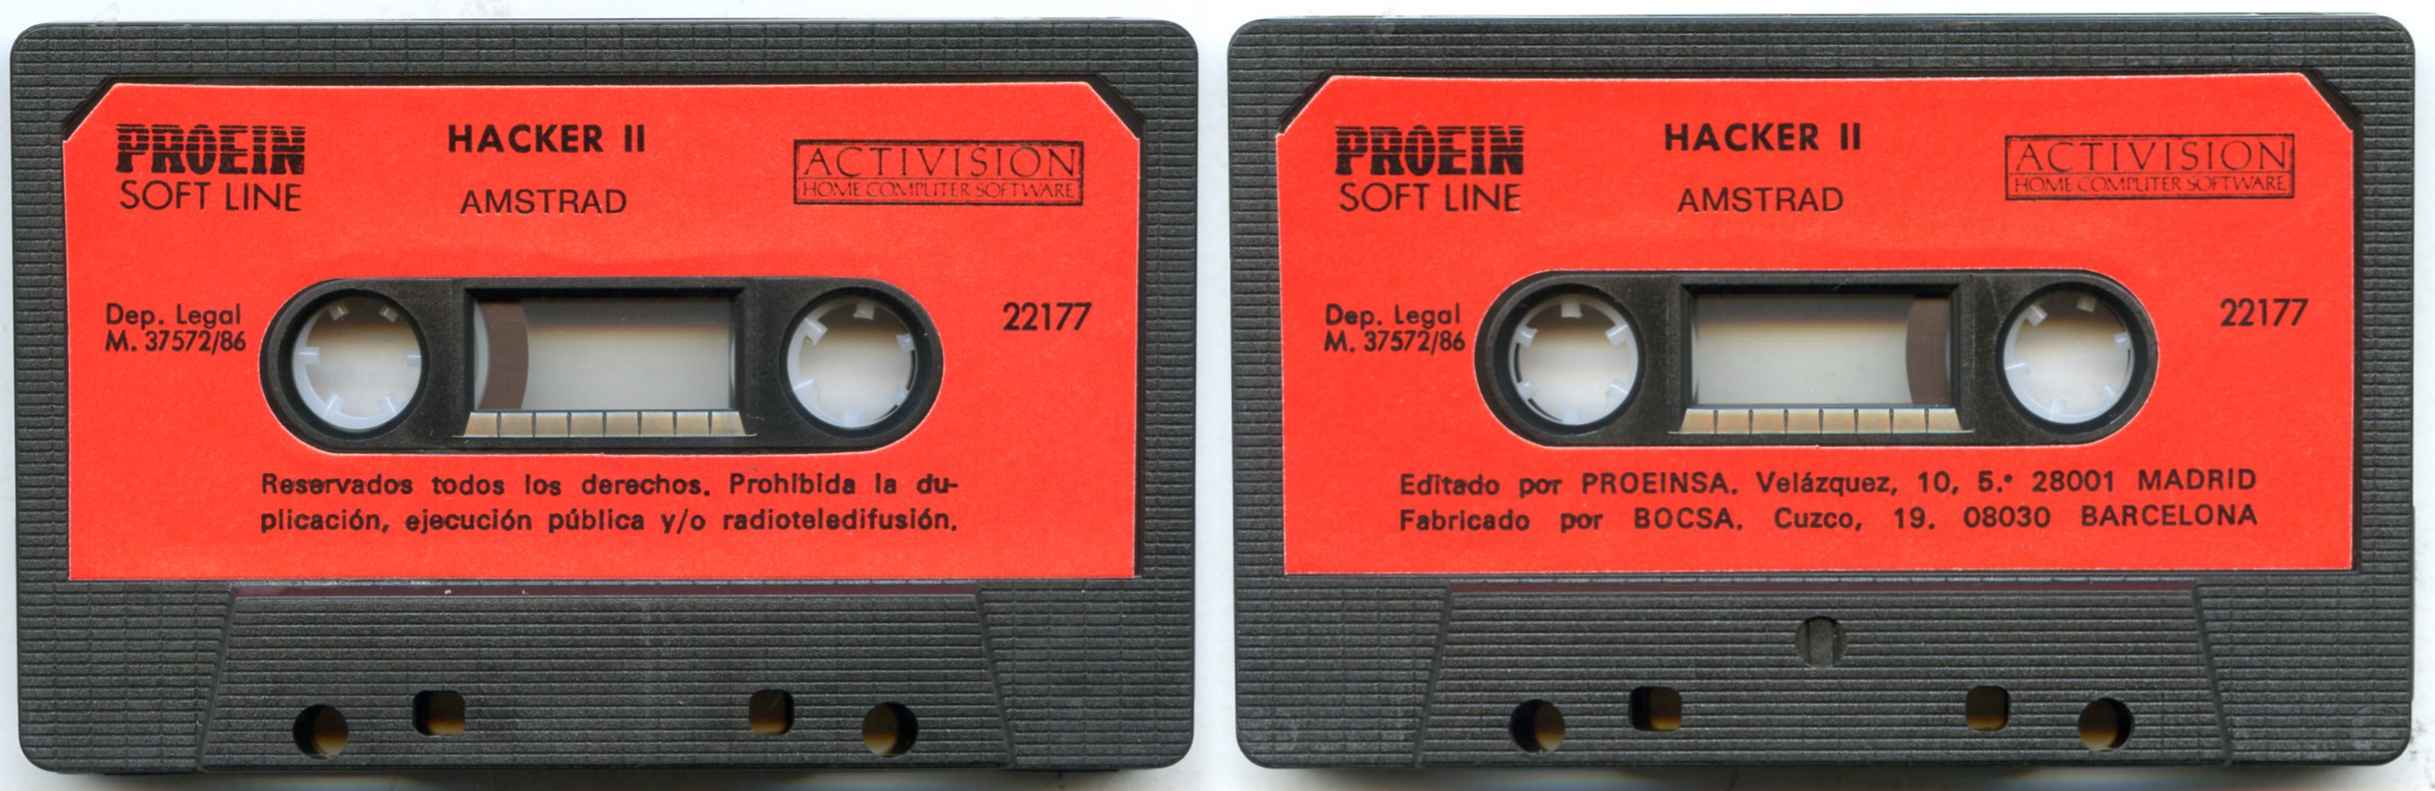 PROEIN
SOFT LINE
HACKER II
AMSTRAD
ACTIVISION
HOME COMPUTER SOFTWARE
Dep. Legal
M. 37572/86
22177
Reservados todos los derechos. Prohibida la du-
plicación, ejecución pública y/o radioteledifusión.
PROEIN
SOFT LINE
HACKER II
AMSTRAD
ACTIVISION
HOME COMPUTER SOFTWARE
Dep. Legal
M. 37572/86
22177
Editado por PROEINSA. Velázquez, 10, 5.º 28001 MADRID
Fabricado por BOCSA. Cuzco, 19. 08030 BARCELONA